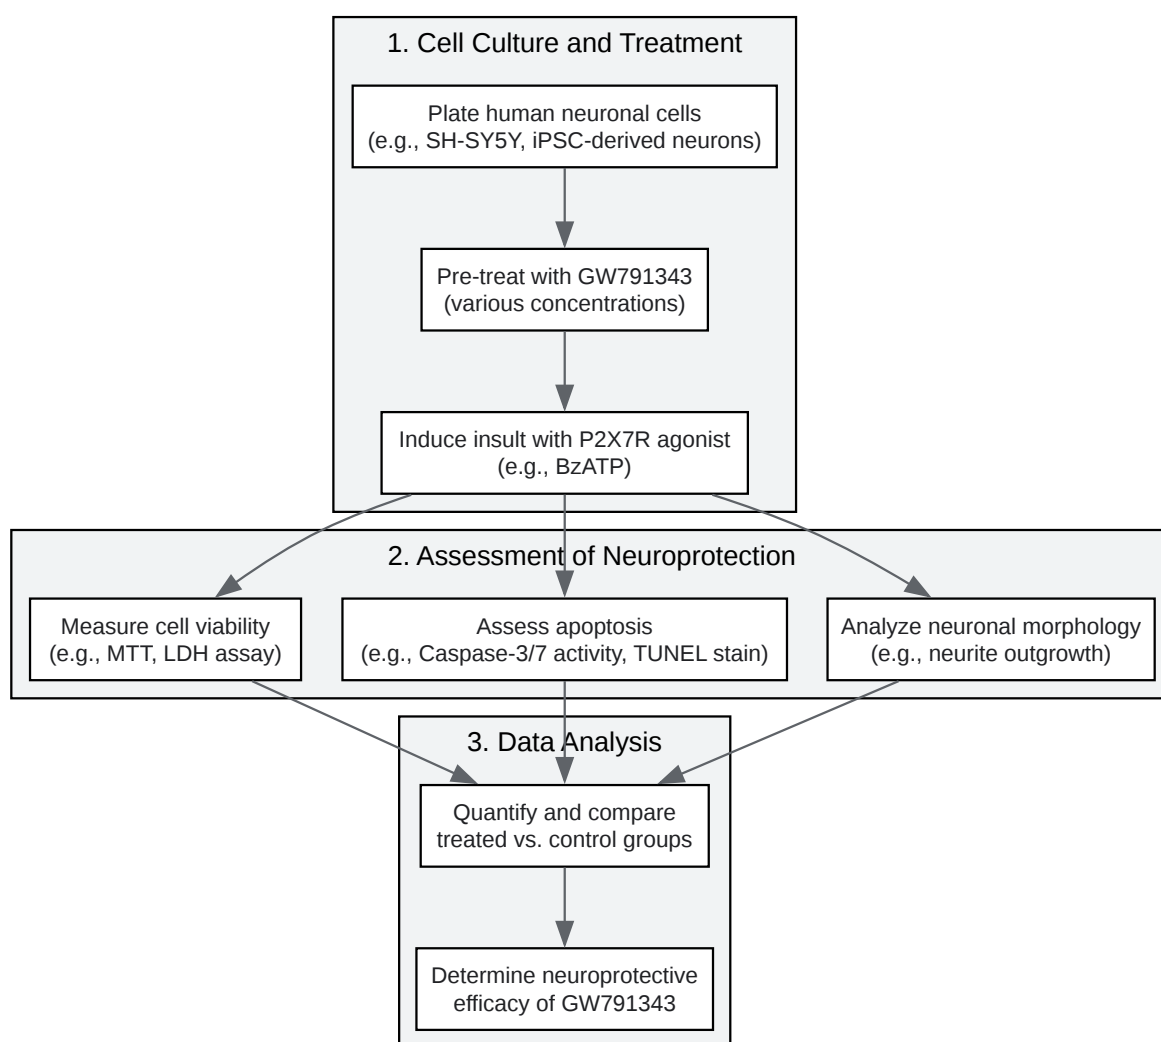 1. Cell Culture and Treatment
Plate human neuronal cells
(e.g., SH-SY5Y, iPSC-derived neurons)
Pre-treat with GW791343
(various concentrations)
Induce insult with P2X7R agonist
(e.g., BzATP)
2. Assessment of Neuroprotection
Measure cell viability
(e.g., MTT, LDH assay)
Assess apoptosis
(e.g., Caspase-3/7 activity, TUNEL stain)
Analyze neuronal morphology
(e.g., neurite outgrowth)
3. Data Analysis
Quantify and compare
treated vs. control groups
Determine neuroprotective
efficacy of GW791343